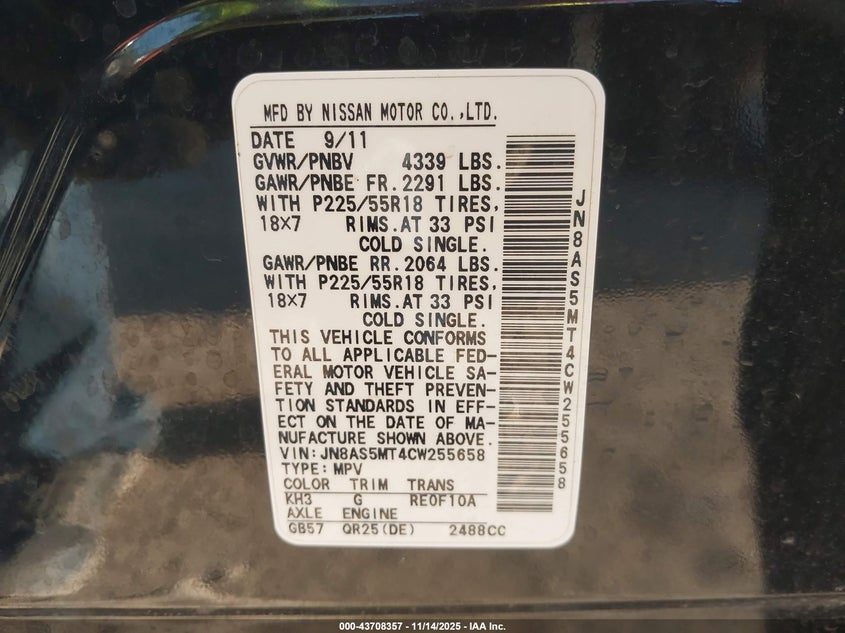 MFD BY NISSAN MOTOR CO.,LTD.
DATE 9/11
GVWR/PNBV 4339 LBS.
GAWR/PNBE FR. 2291 LBS.
WITH P225/55R18 TIRES,
18X7 RIMS. AT 33 PSI
COLD SINGLE.
GAWR/PNBE RR. 2064 LBS.
WITH P225/55R18 TIRES,
18X7 RIMS. AT 33 PSI
COLD SINGLE.
THIS VEHICLE CONFORMS
TO ALL APPLICABLE FED-
ERAL MOTOR VEHICLE SA-
FETY AND THEFT PREVEN-
TION STANDARDS IN EFF-
ECT ON THE DATE OF MA-
NUFACTURE SHOWN ABOVE.
VIN: JN8AS5MT4CW255658
TYPE: MPV
COLOR TRIM TRANS
KH3 G RE0F10A
AXLE ENGINE
GB57 QR25(DE) 2488CC
JN8AS5MT4CW255658
000-43708357 - 11/14/2025 - IAA Inc.